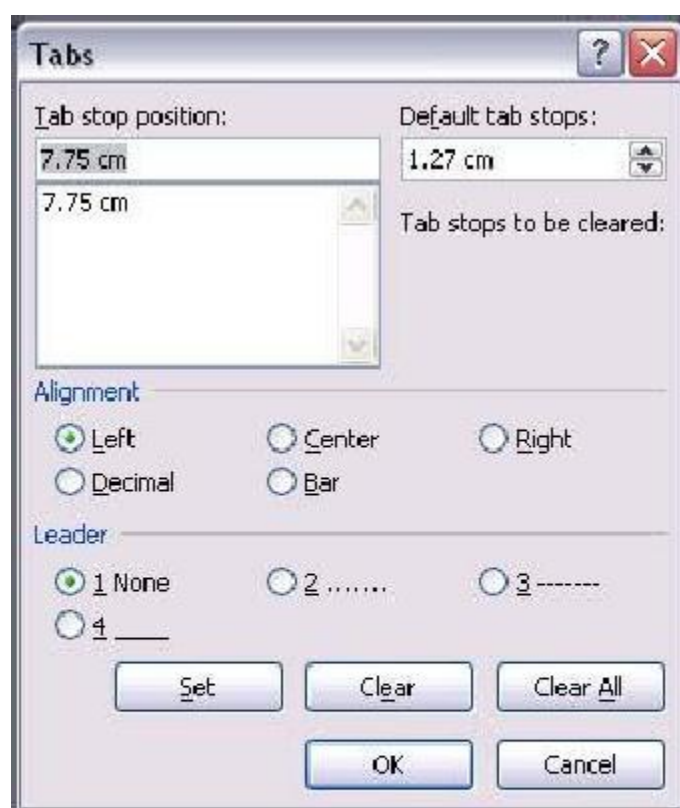 Tabs
Tab stop position:
Default tab stops:
7.75 cm
1.27 cm
7.75 cm
Tab stops to be cleared:
Alignment
Left
Center
Right
Decimal
Bar
Leader
1 None
2 .......
3 -------
4 ____
Set
Clear
Clear All
OK
Cancel